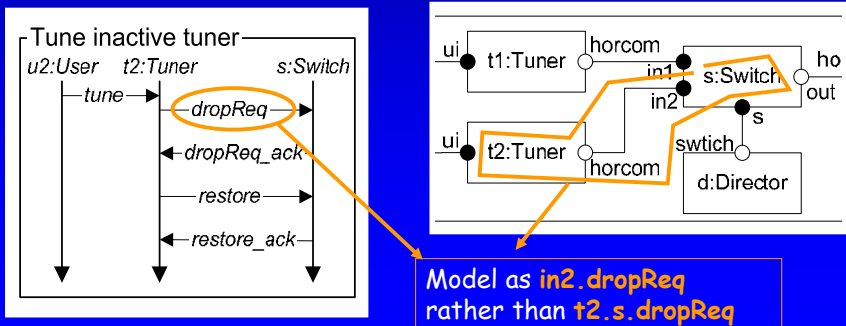 Tune inactive tuner
u2:User t2:Tuner s:Switch
tune
dropReq
dropReq_ack
restore
restore_ack
ui t1:Tuner horcom
in1 s:Switch ho
in2 out
s
ui t2:Tuner swtich
horcom d:Director
Model as in2.dropReq
rather than t2.s.dropReq